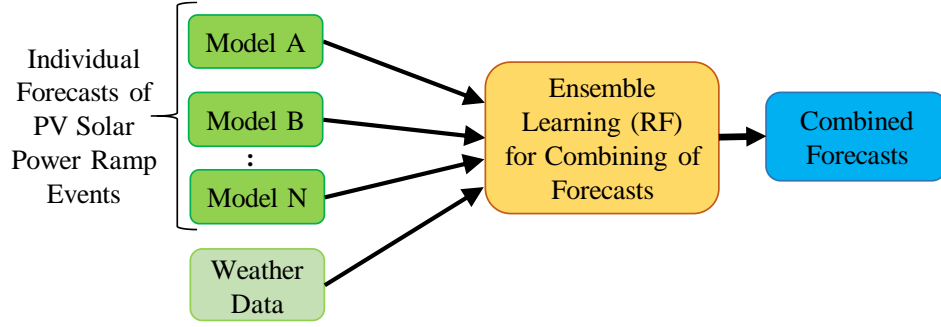 Individual
Forecasts of
PV Solar
Power Ramp
Events
Model A
Model B
:
Model N
Weather
Data
Ensemble
Learning (RF)
for Combining of
Forecasts
Combined
Forecasts